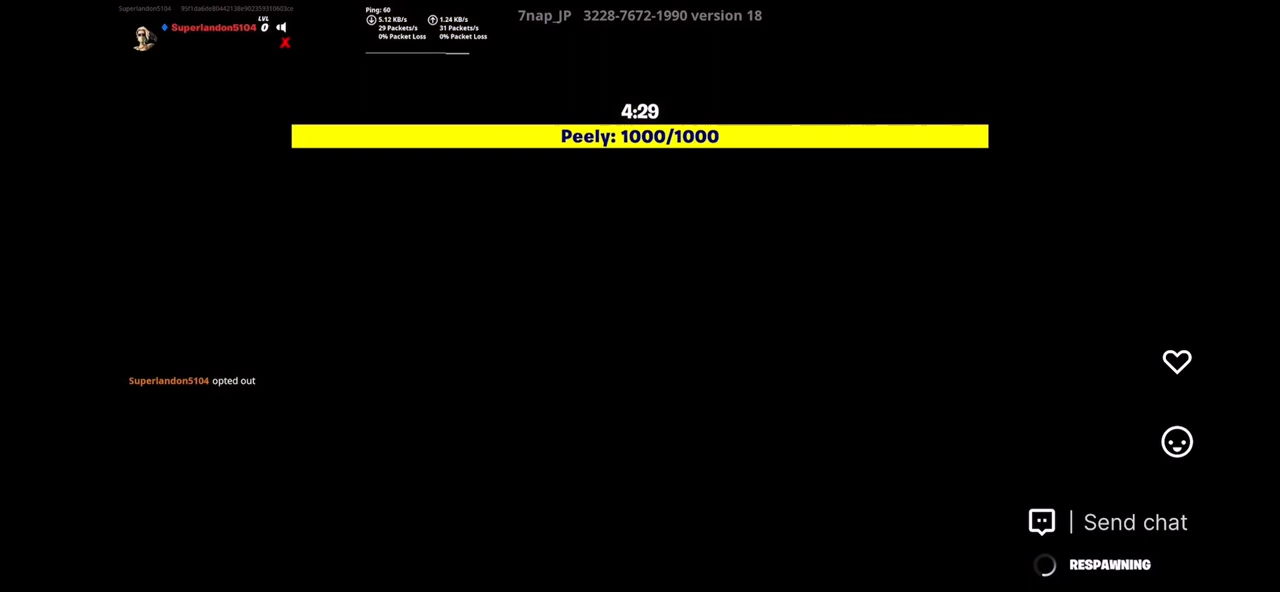 Superlandon5104
Superlandon5104 LVL 0
X
Ping: 60
5.12 KB/s 1.24 KB/s
29 Packets/s 31 Packets/s
0% Packet Loss 0% Packet Loss
7nap_JP 3228-7672-1990 version 18
4:29
Peely: 1000/1000
Superlandon5104 opted out
Send chat
RESPAWNING